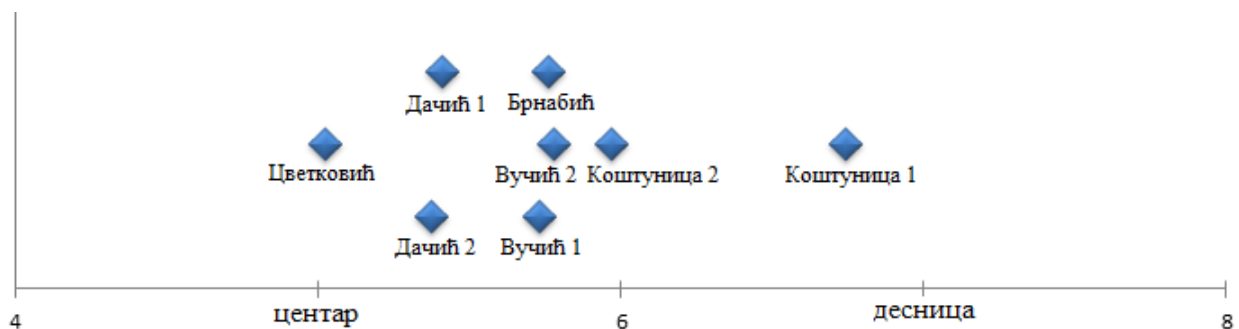 Дачић 1
Брнабић
Цветковић
Вучић 2
Коштуница 2
Коштуница 1
Дачић 2
Вучић 1
4
центар
6
десница
8